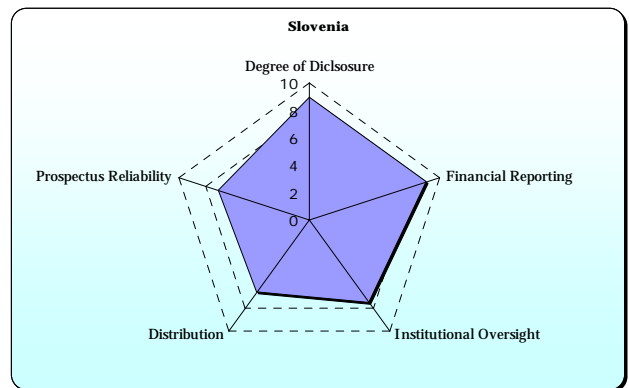 Slovenia
Degree of Diclsosure
10
8
6
4
2
0
Prospectus Reliability
Financial Reporting
Distribution
Institutional Oversight